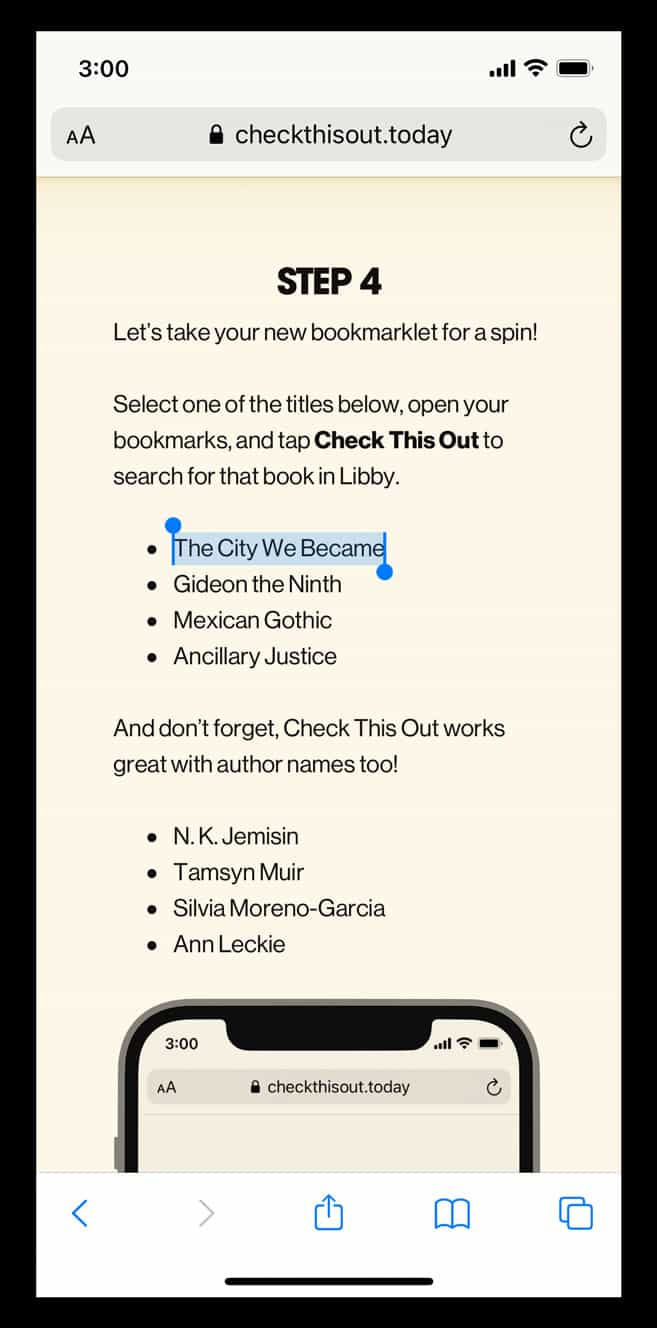 3:00
AA checkthisout.today
STEP 4
Let's take your new bookmarklet for a spin!
Select one of the titles below, open your
bookmarks, and tap Check This Out to
search for that book in Libby.
• The City We Became
• Gideon the Ninth
• Mexican Gothic
• Ancillary Justice
And don't forget, Check This Out works
great with author names too!
• N. K. Jemisin
• Tamsyn Muir
• Silvia Moreno-Garcia
• Ann Leckie
3:00
AA checkthisout.today